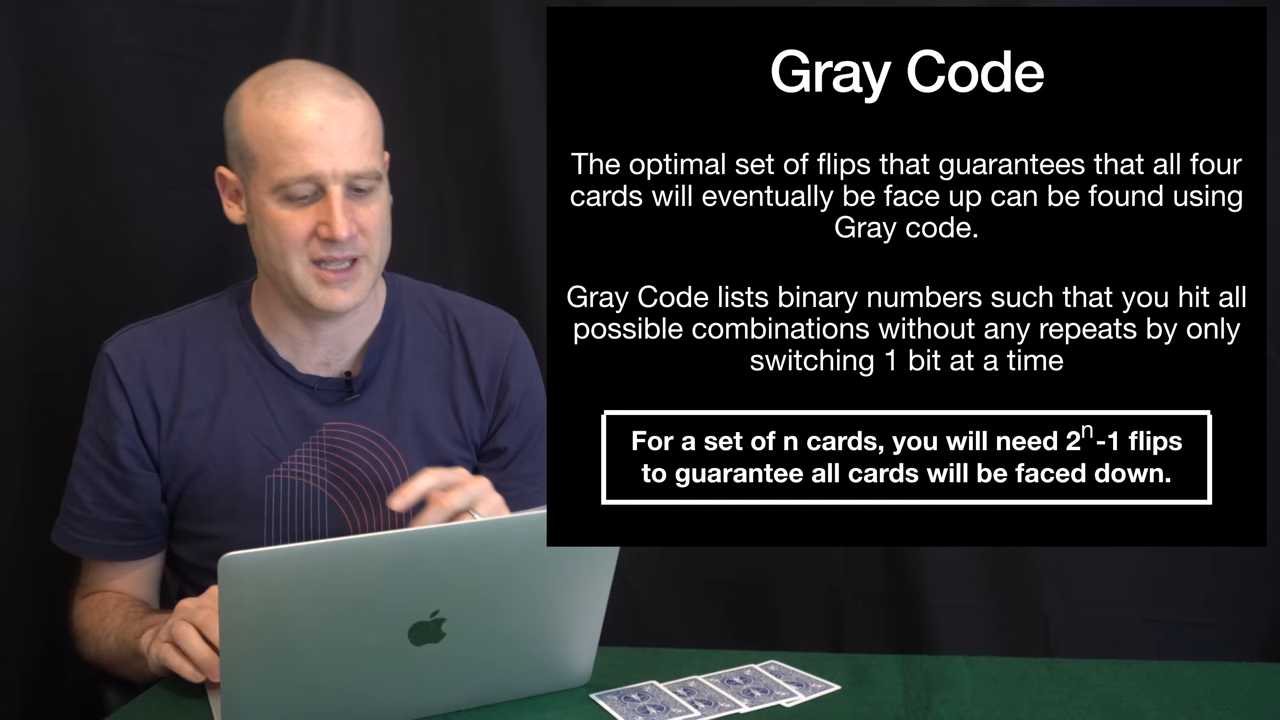 Gray Code
The optimal set of flips that guarantees that all four
cards will eventually be face up can be found using
Gray code.
Gray Code lists binary numbers such that you hit all
possible combinations without any repeats by only
switching 1 bit at a time
For a set of n cards, you will need 2ⁿ-1 flips
to guarantee all cards will be faced down.